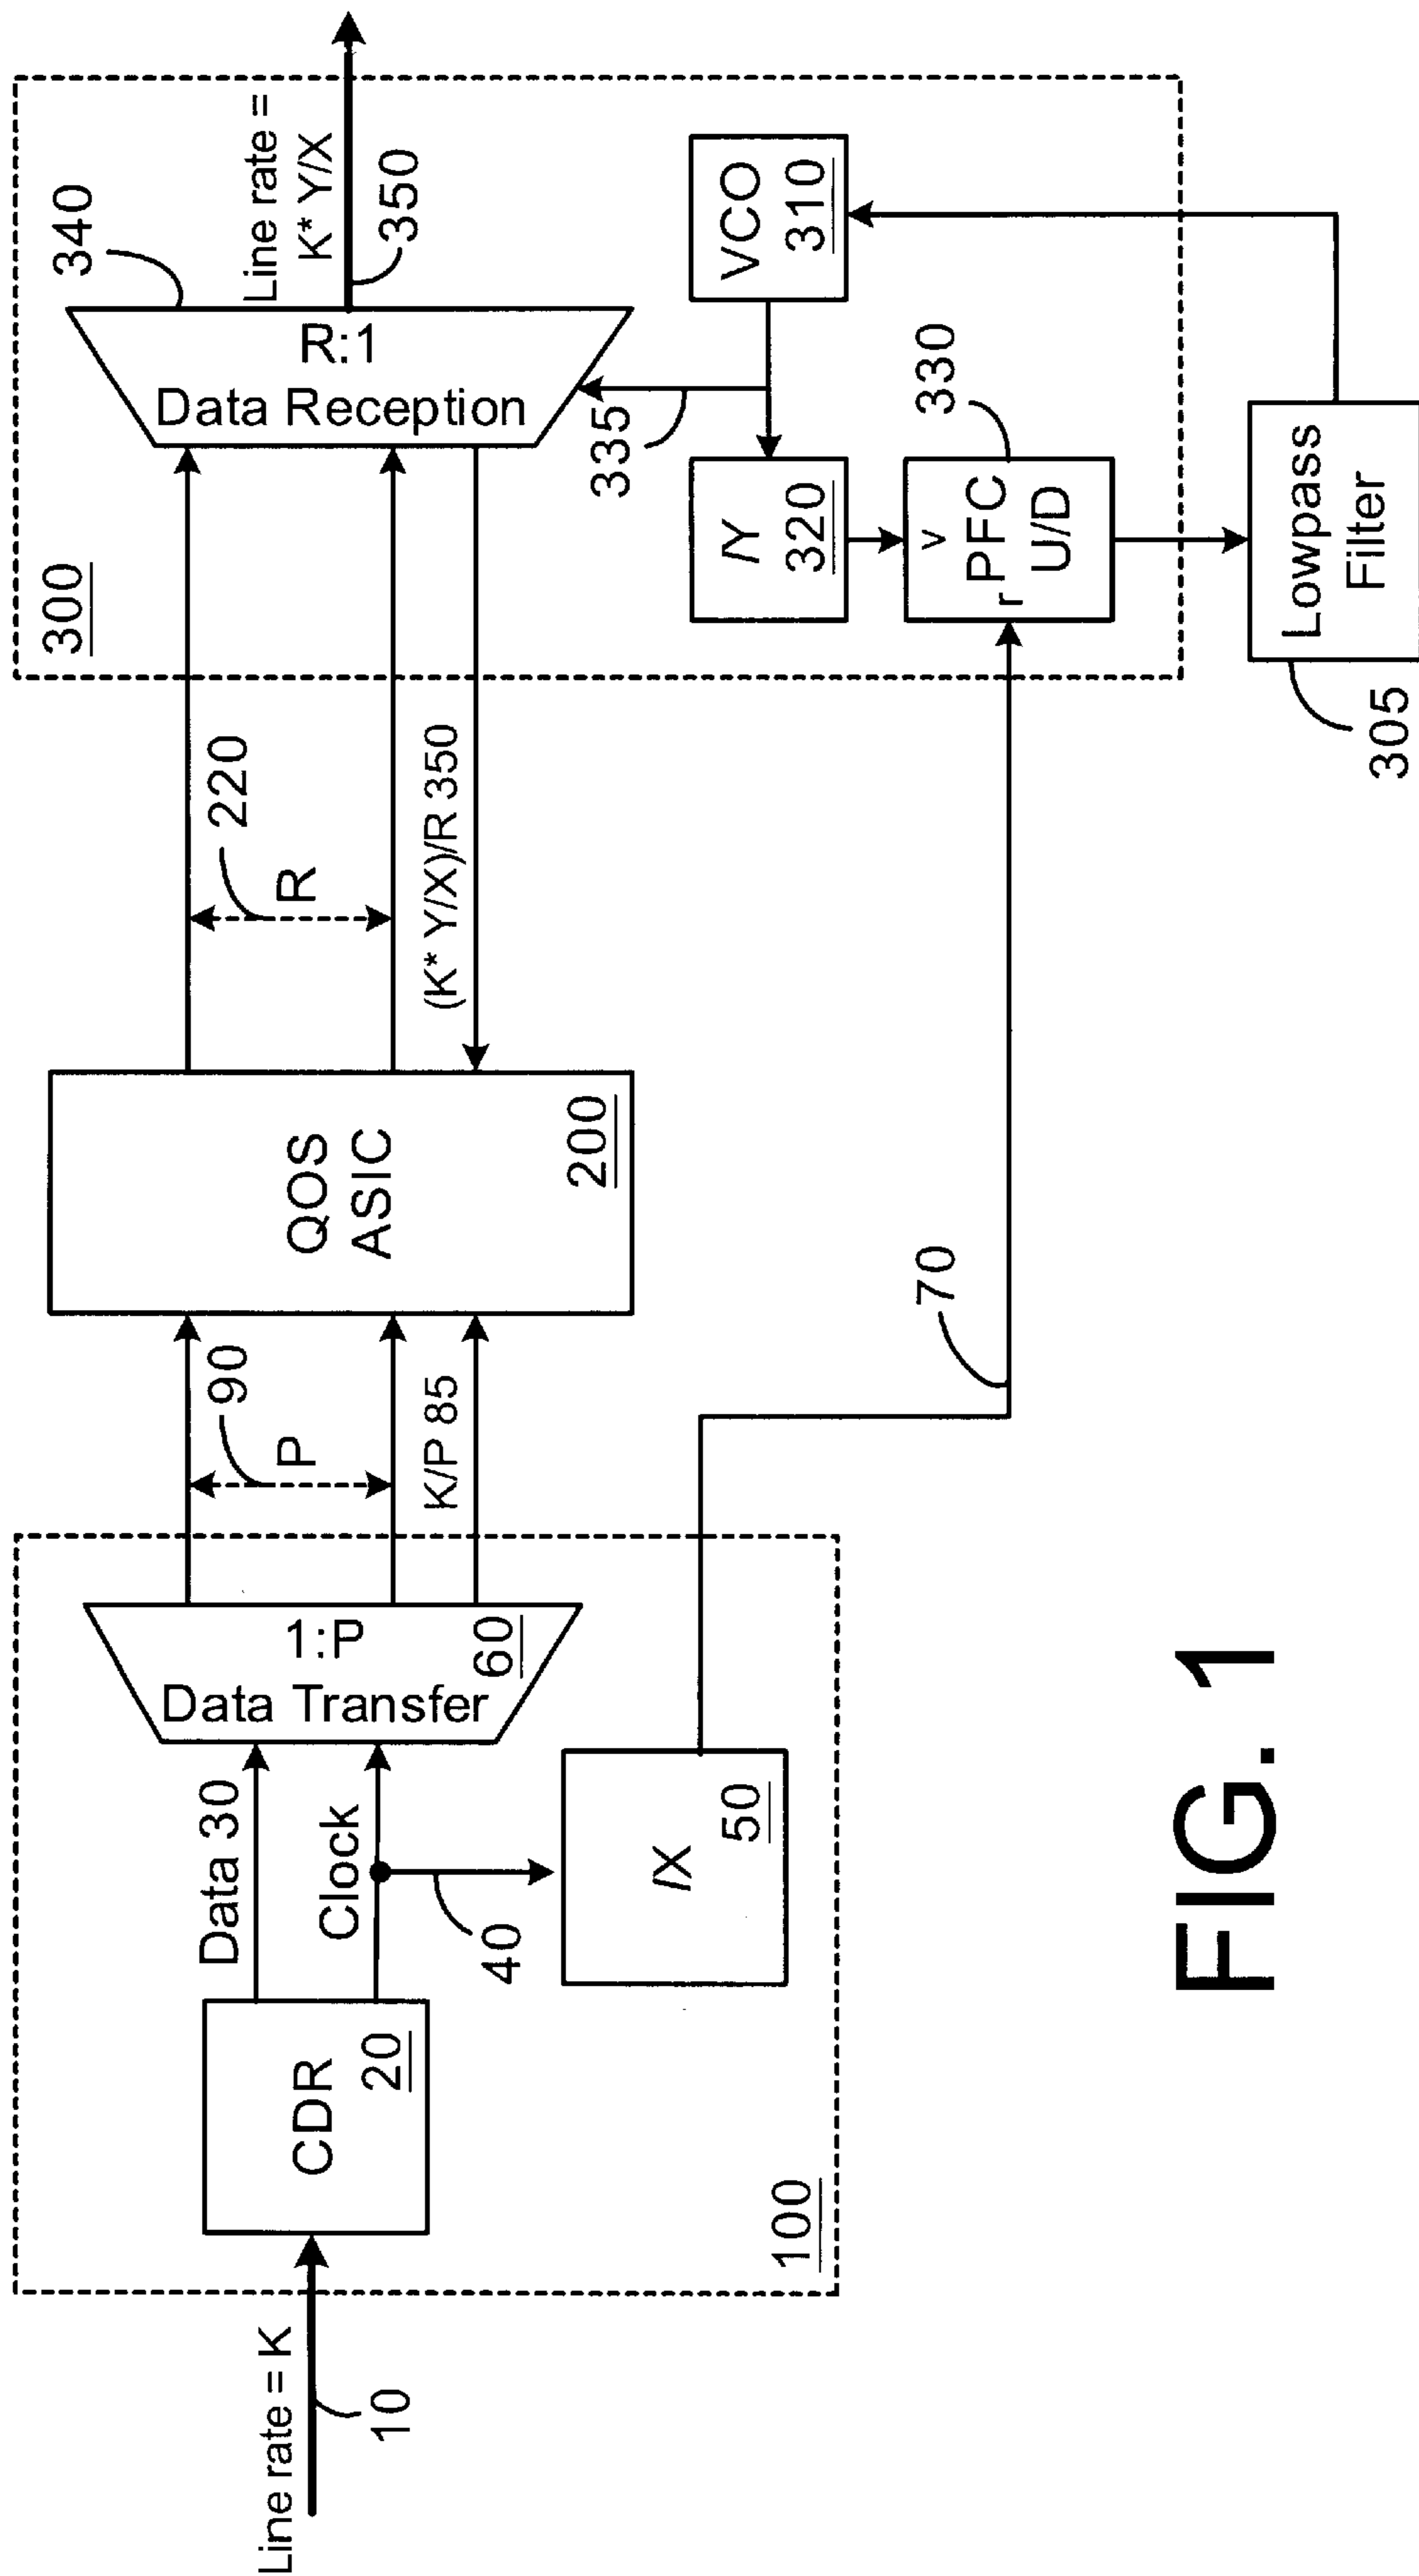 Line rate = K
10
100
CDR
20
Data 30
Clock
40
/X
50
1:P
Data Transfer
60
90
P
K/P 85
70
QOS
ASIC
200
220
R
(K* Y/X)/R 350
300
340
R:1
Data Reception
Line rate =
K* Y/X
350
335
VCO
310
/Y
320
330
v
r PFC
U/D
Lowpass
Filter
305
FIG. 1